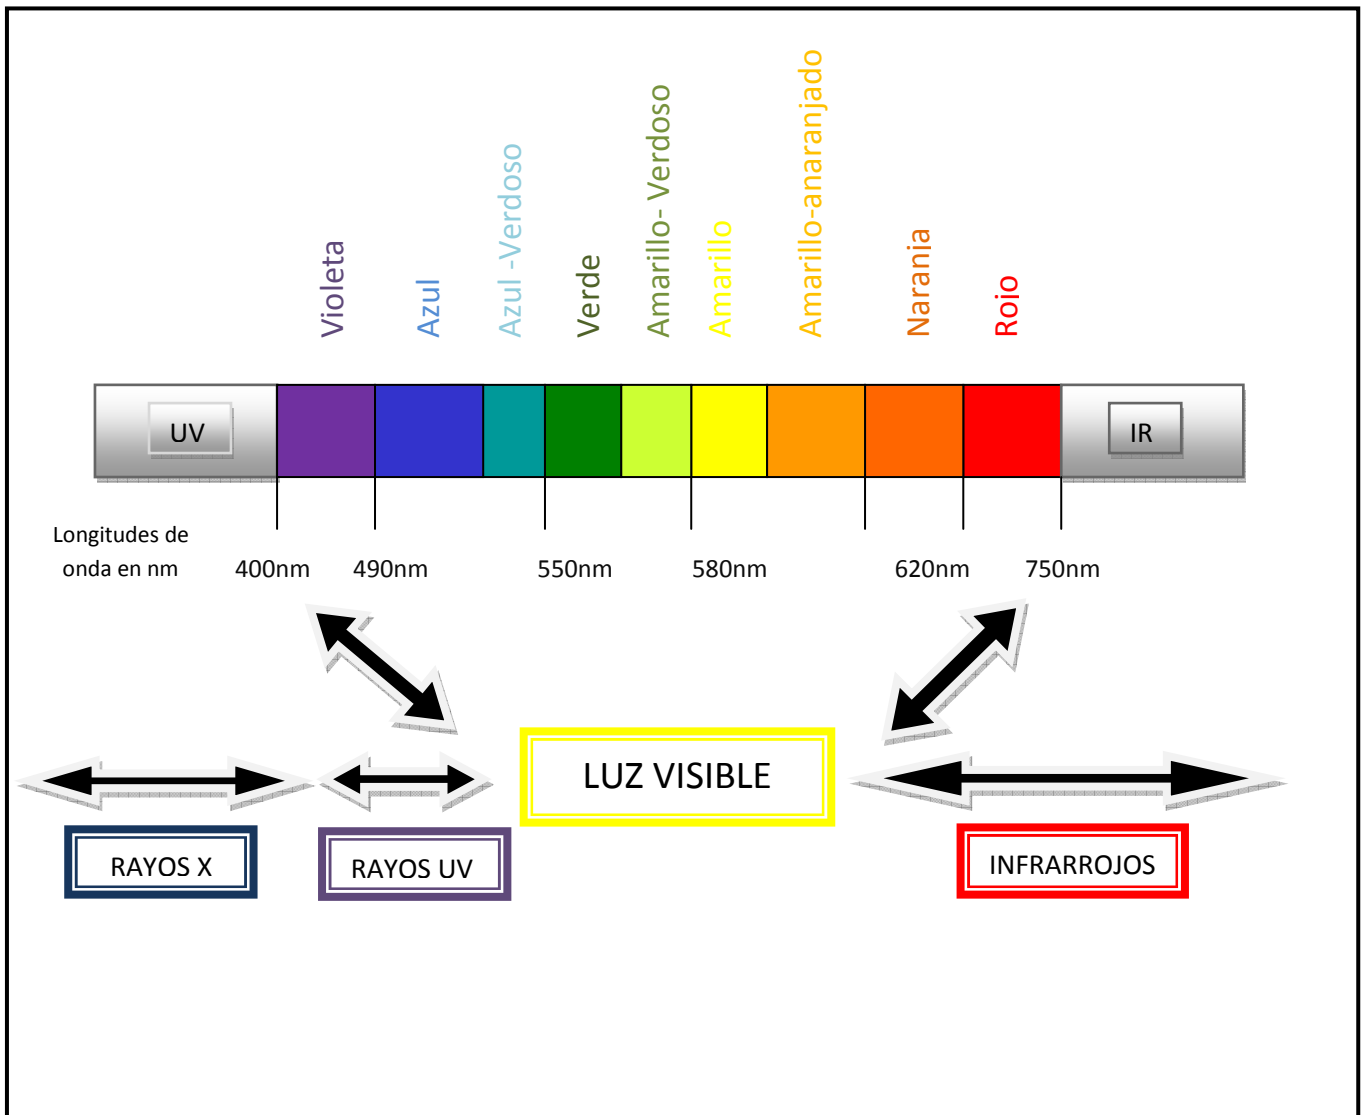 Violeta
Azul
Azul -Verdoso
Verde
Amarillo- Verdoso
Amarillo
Amarillo-anaranjado
Narania
Roio
UV
IR
Longitudes de
onda en nm
400nm 490nm 550nm 580nm 620nm 750nm
LUZ VISIBLE
RAYOS X
RAYOS UV
INFRARROJOS